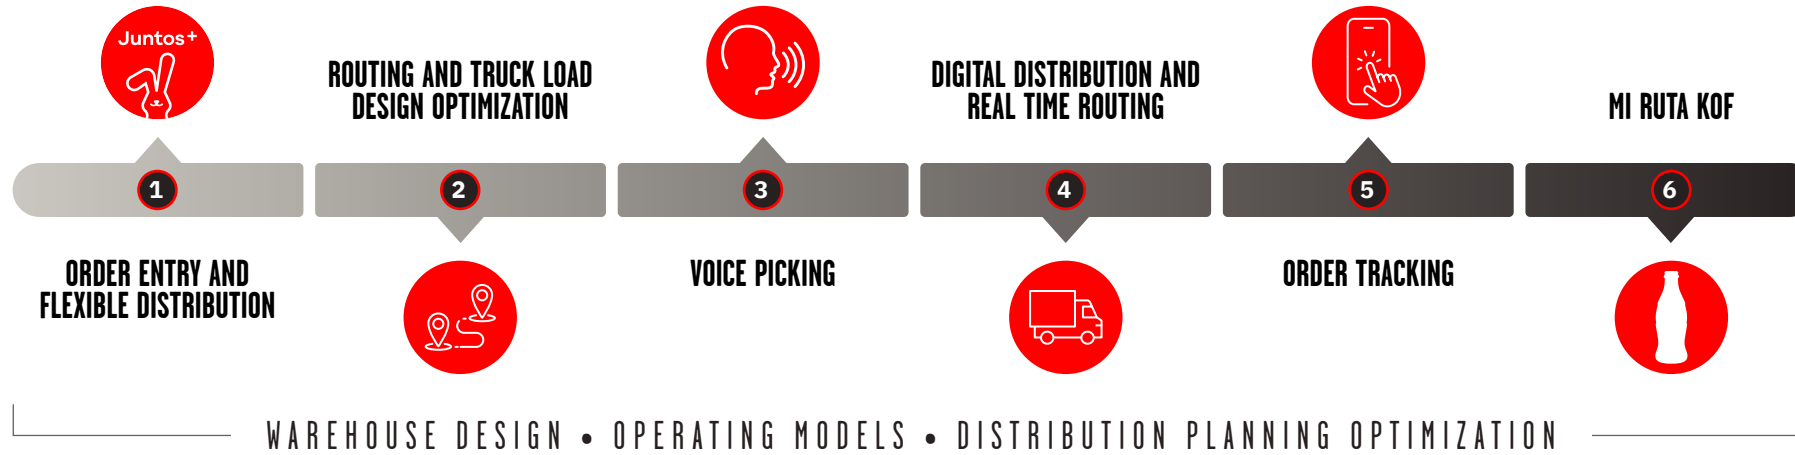 Juntos+
1
ORDER ENTRY AND
FLEXIBLE DISTRIBUTION
ROUTING AND TRUCK LOAD
DESIGN OPTIMIZATION
2
3
VOICE PICKING
DIGITAL DISTRIBUTION AND
REAL TIME ROUTING
4
5
ORDER TRACKING
MI RUTA KOF
6
WAREHOUSE DESIGN • OPERATING MODELS • DISTRIBUTION PLANNING OPTIMIZATION